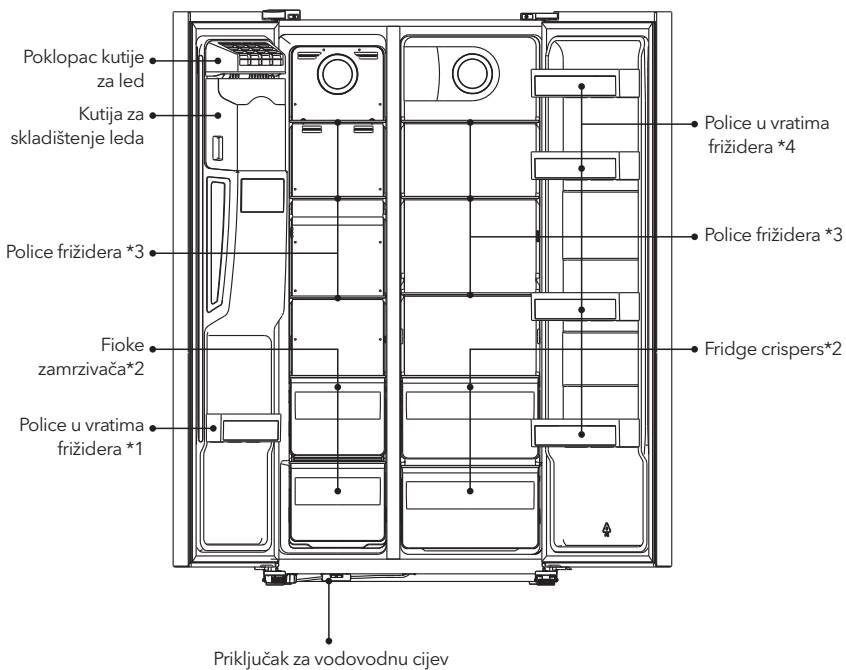 Poklopac kutije
za led
Kutija za
skladištenje leda
Police frižidera *3
Fioke
zamrzivača*2
Police u vratima
frižidera *1
Police u vratima
frižidera *4
Police frižidera *3
Fridge crispers*2
Priključak za vodovodnu cijev